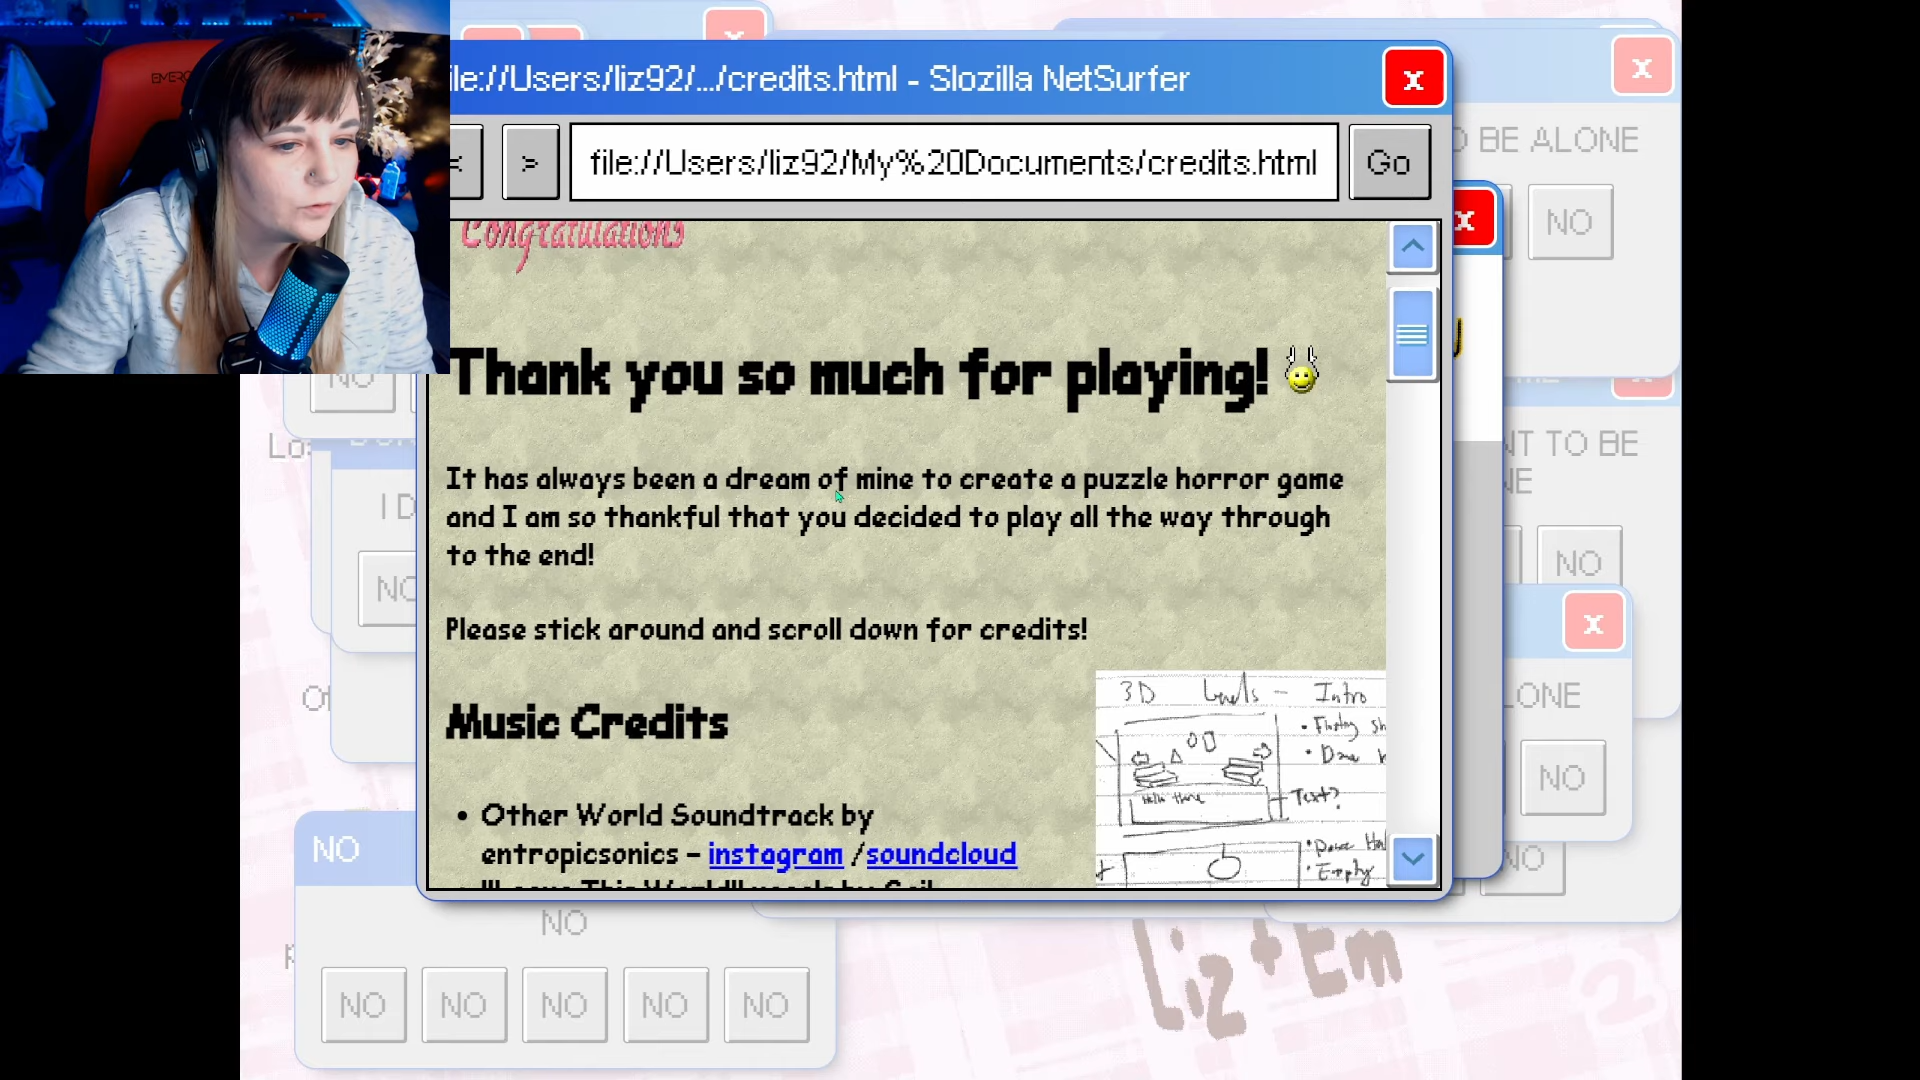 ile://Users/liz92/.../credits.html - Slozilla NetSurfer
x
>
file://Users/liz92/My%20Documents/credits.html
Go
Congratulations
Thank you so much for playing!
It has always been a dream of mine to create a puzzle horror game
and I am so thankful that you decided to play all the way through
to the end!
Please stick around and scroll down for credits!
Music Credits
• Other World Soundtrack by
entropicsonics - instagram /soundcloud
3D Levels - Intro
Text?
• Empty
x
BE ALONE
NO
x
NT TO BE
NO
x
NO
NO
I D
NO
NO
NO
NO NO NO NO NO
Liz + Em